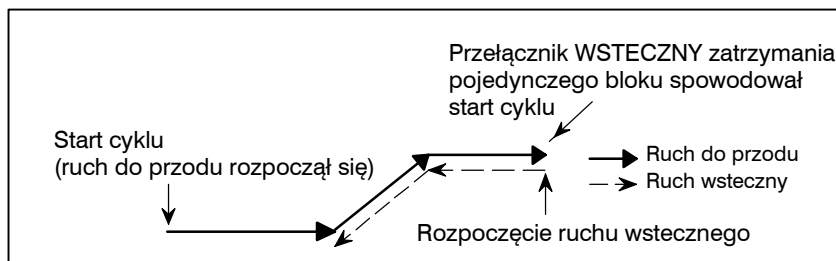 Przełącznik WSTECZNY zatrzymania
pojedynczego bloku spowodował
start cyklu
Start cyklu
(ruch do przodu rozpoczął się)
Ruch do przodu
Ruch wsteczny
Rozpoczęcie ruchu wstecznego